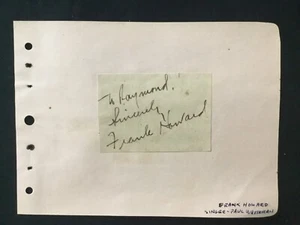 To Raymond!
Sincerely
Frank Howard
FRANK HOWARD
SINGER - PAUL WHITEMAN